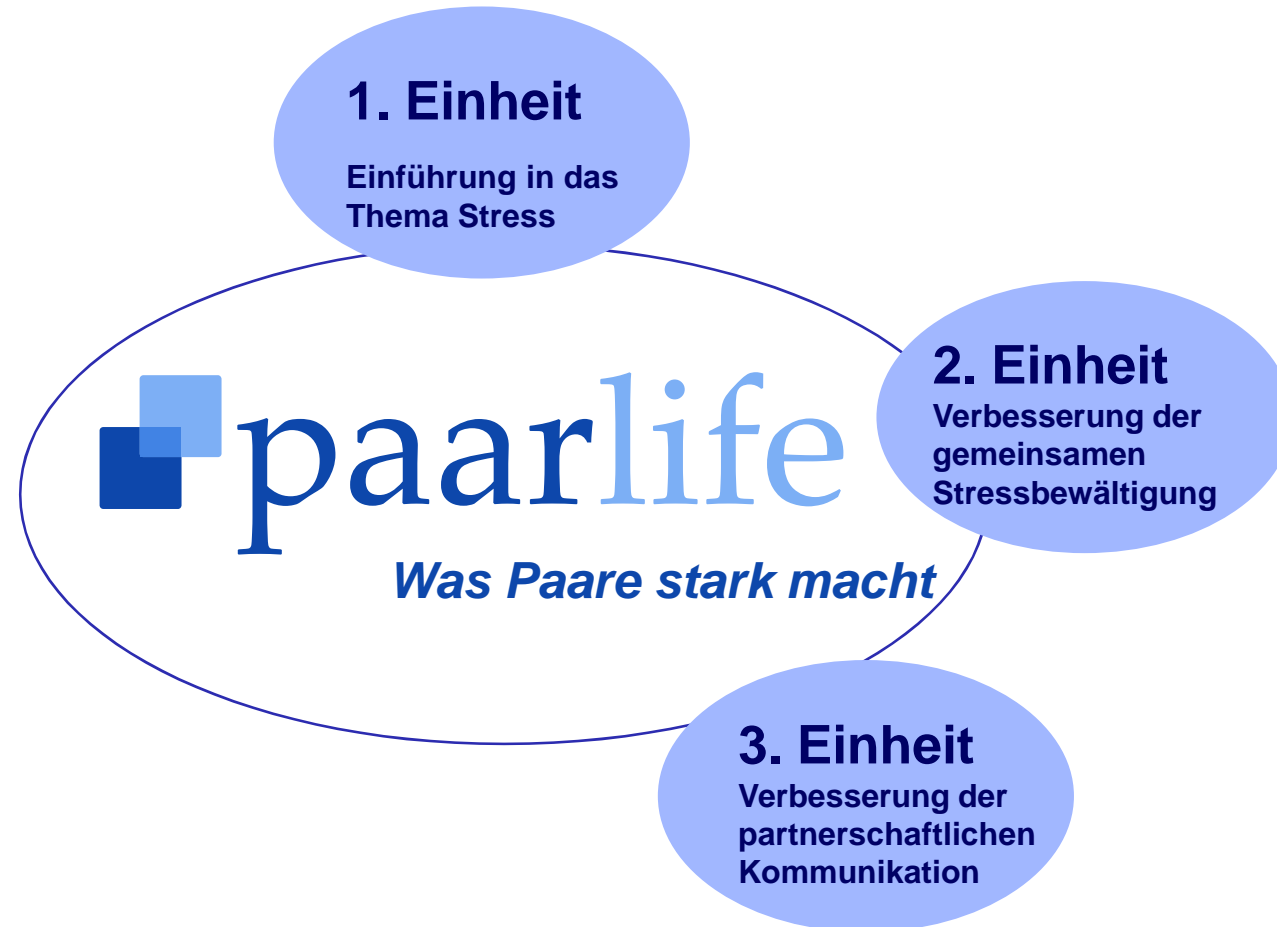 1. Einheit
Einführung in das
Thema Stress
paarlife
Was Paare stark macht
2. Einheit
Verbesserung der
gemeinsamen
Stressbewältigung
3. Einheit
Verbesserung der
partnerschaftlichen
Kommunikation